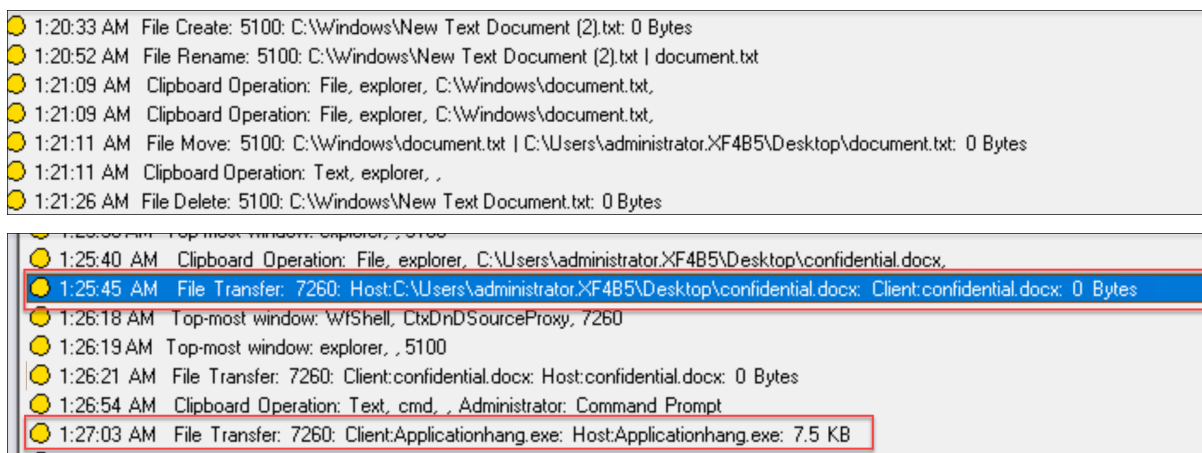 1:20:33 AM File Create: 5100: C:\Windows\New Text Document (2).txt: 0 Bytes
1:20:52 AM File Rename: 5100: C:\Windows\New Text Document (2).txt | document.txt
1:21:09 AM Clipboard Operation: File, explorer, C:\Windows\document.txt,
1:21:09 AM Clipboard Operation: File, explorer, C:\Windows\document.txt,
1:21:11 AM File Move: 5100: C:\Windows\document.txt | C:\Users\administrator.XF4B5\Desktop\document.txt: 0 Bytes
1:21:11 AM Clipboard Operation: Text, explorer, ,
1:21:26 AM File Delete: 5100: C:\Windows\New Text Document.txt: 0 Bytes
Top-most window: explorer, , 5100
1:25:40 AM Clipboard Operation: File, explorer, C:\Users\administrator.XF4B5\Desktop\confidential.docx,
1:25:45 AM File Transfer: 7260: Host:C:\Users\administrator.XF4B5\Desktop\confidential.docx: Client:confidential.docx: 0 Bytes
1:26:18 AM Top-most window: WfShell, CtxDnDSourceProxy, 7260
1:26:19 AM Top-most window: explorer, , 5100
1:26:21 AM File Transfer: 7260: Client:confidential.docx: Host:confidential.docx: 0 Bytes
1:26:54 AM Clipboard Operation: Text, cmd, , Administrator: Command Prompt
1:27:03 AM File Transfer: 7260: Client:Applicationhang.exe: Host:Applicationhang.exe: 7.5 KB